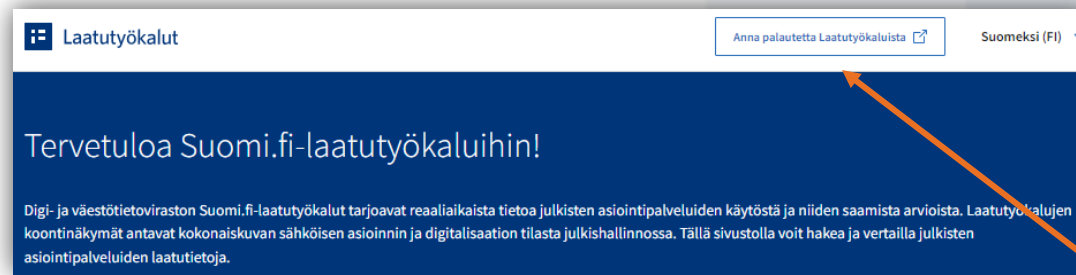 Laatutyökalut
Anna palautetta Laatutyökaluista
Suomeksi (FI)
Tervetuloa Suomi.fi-laatutyökaluihin!
Digi- ja väestötietoviraston Suomi.fi-laatutyökalut tarjoavat reaaliaikaista tietoa julkisten asiointipalveluiden käytöstä ja niiden saamista arvioista. Laatutyökalujen
koontinäkymät antavat kokonaiskuvan sähköisen asioinnin ja digitalisaation tilasta julkishallinnossa. Tällä sivustolla voit hakea ja vertailla julkisten
asiointipalveluiden laatutietoja.